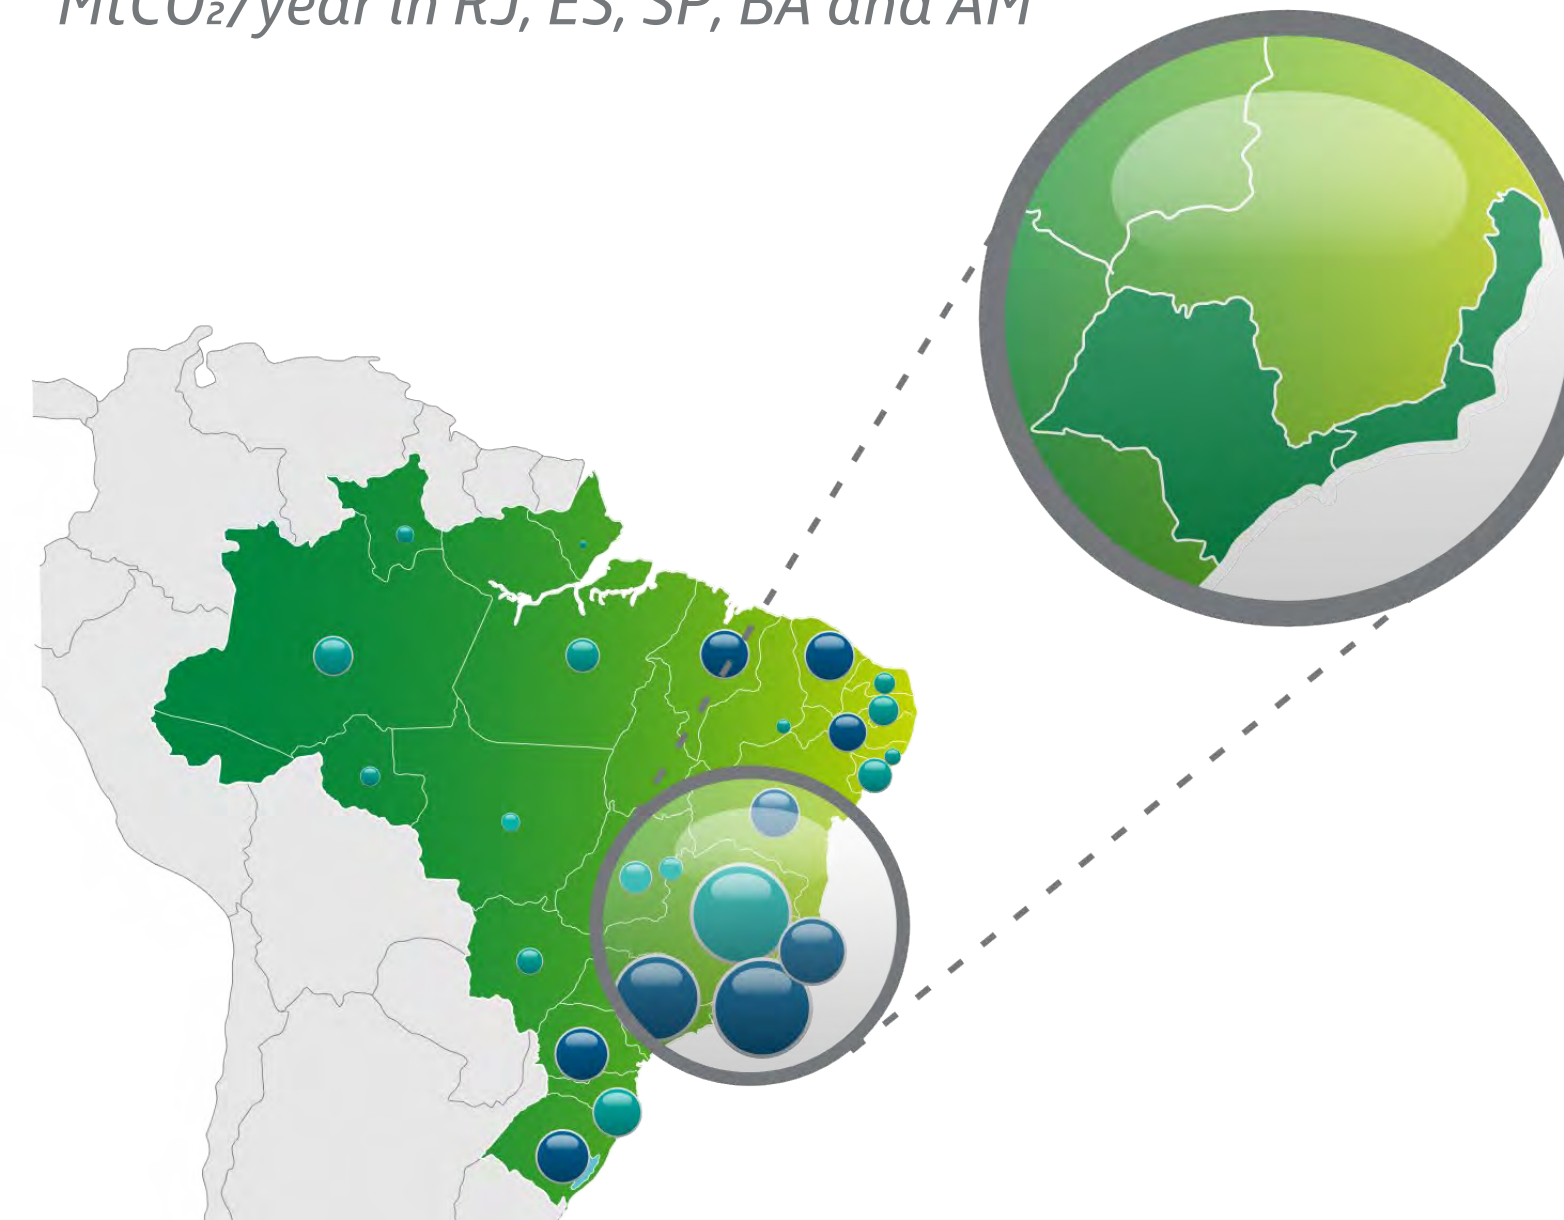 MtCO₂/year in RJ, ES, SP, BA and AM